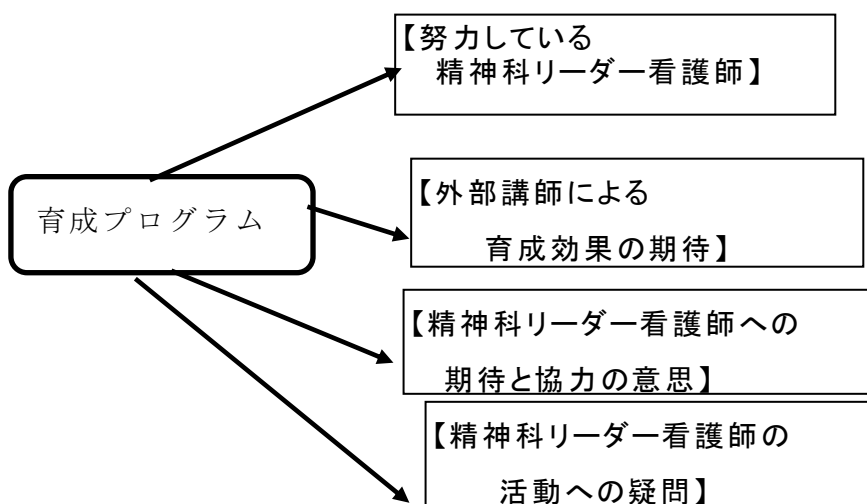 【努力している
精神科リーダー看護師】
育成プログラム
【外部講師による
育成効果の期待】
【精神科リーダー看護師への
期待と協力の意思】
【精神科リーダー看護師の
活動への疑問】